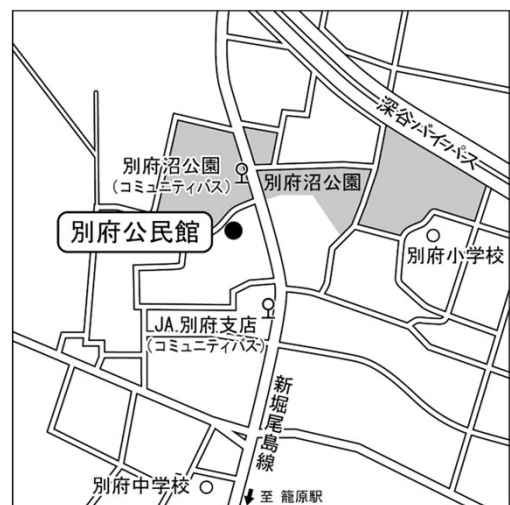 深谷バイパス
別府沼公園
(コミュニティバス)
別府沼公園
別府公民館
別府小学校
JA.別府支店
(コミュニティバス)
新堀尾島線
別府中学校
至 籠原駅